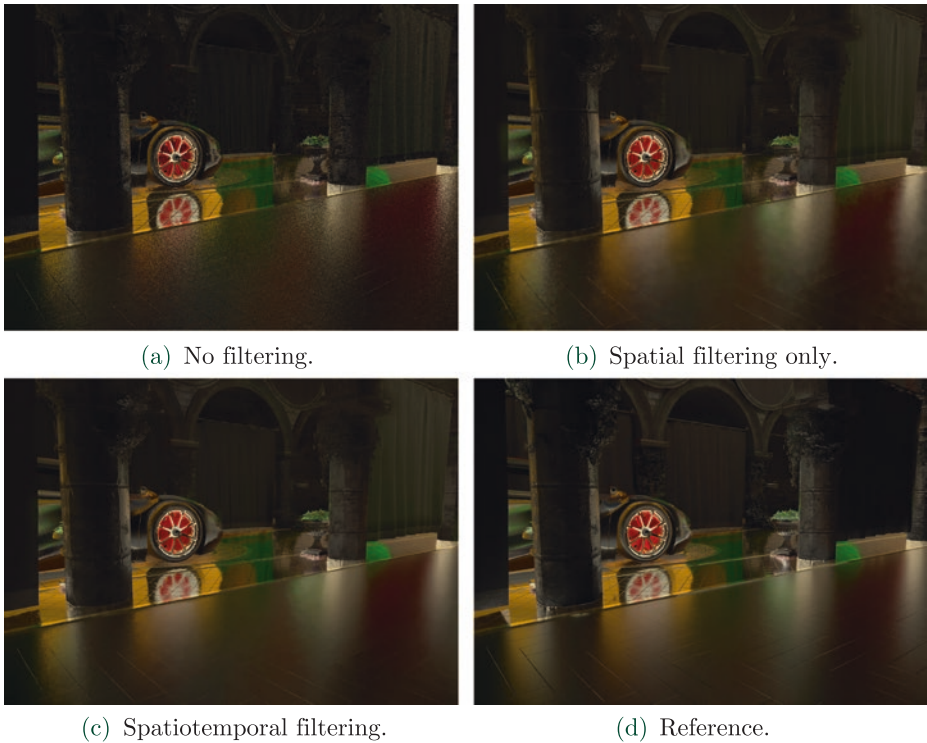 (a) No filtering.
(b) Spatial filtering only.
(c) Spatiotemporal filtering.
(d) Reference.